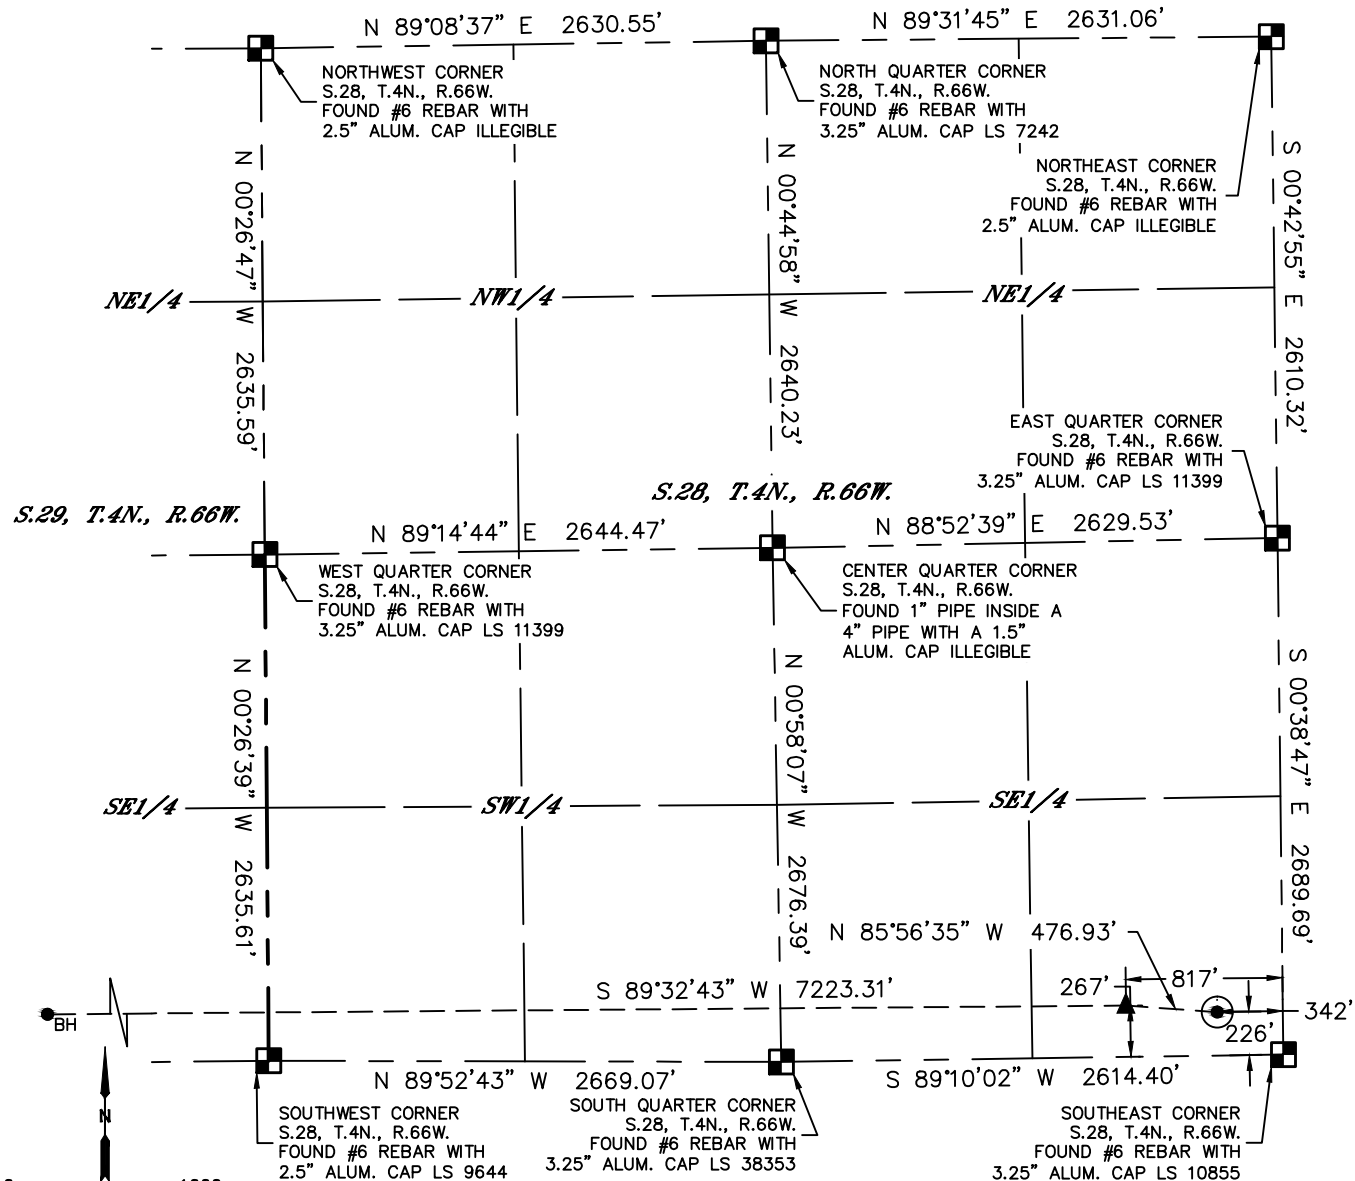 N 89°08'37" E 2630.55'
N 89°31'45" E 2631.06'
NORTHWEST CORNER
S.28, T.4N., R.66W.
FOUND #6 REBAR WITH
2.5" ALUM. CAP ILLEGIBLE
NORTH QUARTER CORNER
S.28, T.4N., R.66W.
FOUND #6 REBAR WITH
3.25" ALUM. CAP LS 7242
NORTHEAST CORNER
S.28, T.4N., R.66W.
FOUND #6 REBAR WITH
2.5" ALUM. CAP ILLEGIBLE
N 00°26'47" W 2635.59'
N 00°44'58" W 2640.23'
S 00°42'55" E 2610.32'
NE1/4
NW1/4
NE1/4
EAST QUARTER CORNER
S.28, T.4N., R.66W.
FOUND #6 REBAR WITH
3.25" ALUM. CAP LS 11399
S.29, T.4N., R.66W.
S.28, T.4N., R.66W.
N 89°14'44" E 2644.47'
N 88°52'39" E 2629.53'
WEST QUARTER CORNER
S.28, T.4N., R.66W.
FOUND #6 REBAR WITH
3.25" ALUM. CAP LS 11399
CENTER QUARTER CORNER
S.28, T.4N., R.66W.
FOUND 1" PIPE INSIDE A
4" PIPE WITH A 1.5"
ALUM. CAP ILLEGIBLE
N 00°26'39" W 2635.61'
N 00°58'07" W 2676.39'
S 00°38'47" E 2689.69'
SE1/4
SW1/4
SE1/4
N 85°56'35" W 476.93'
S 89°32'43" W 7223.31'
267'
817'
342'
226'
BH
N 89°52'43" W 2669.07'
S 89°10'02" W 2614.40'
SOUTHWEST CORNER
S.28, T.4N., R.66W.
FOUND #6 REBAR WITH
2.5" ALUM. CAP LS 9644
SOUTH QUARTER CORNER
S.28, T.4N., R.66W.
FOUND #6 REBAR WITH
3.25" ALUM. CAP LS 38353
SOUTHEAST CORNER
S.28, T.4N., R.66W.
FOUND #6 REBAR WITH
3.25" ALUM. CAP LS 10855
N